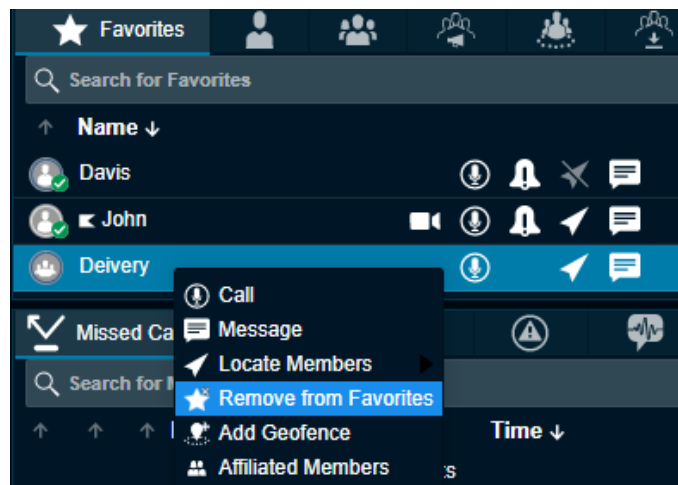 Favorites
Search for Favorites
Name
Davis
John
Deivery
Call
Missed Ca
Message
Locate Members
Search for
Remove from Favorites
Add Geofence
Time
Affiliated Members